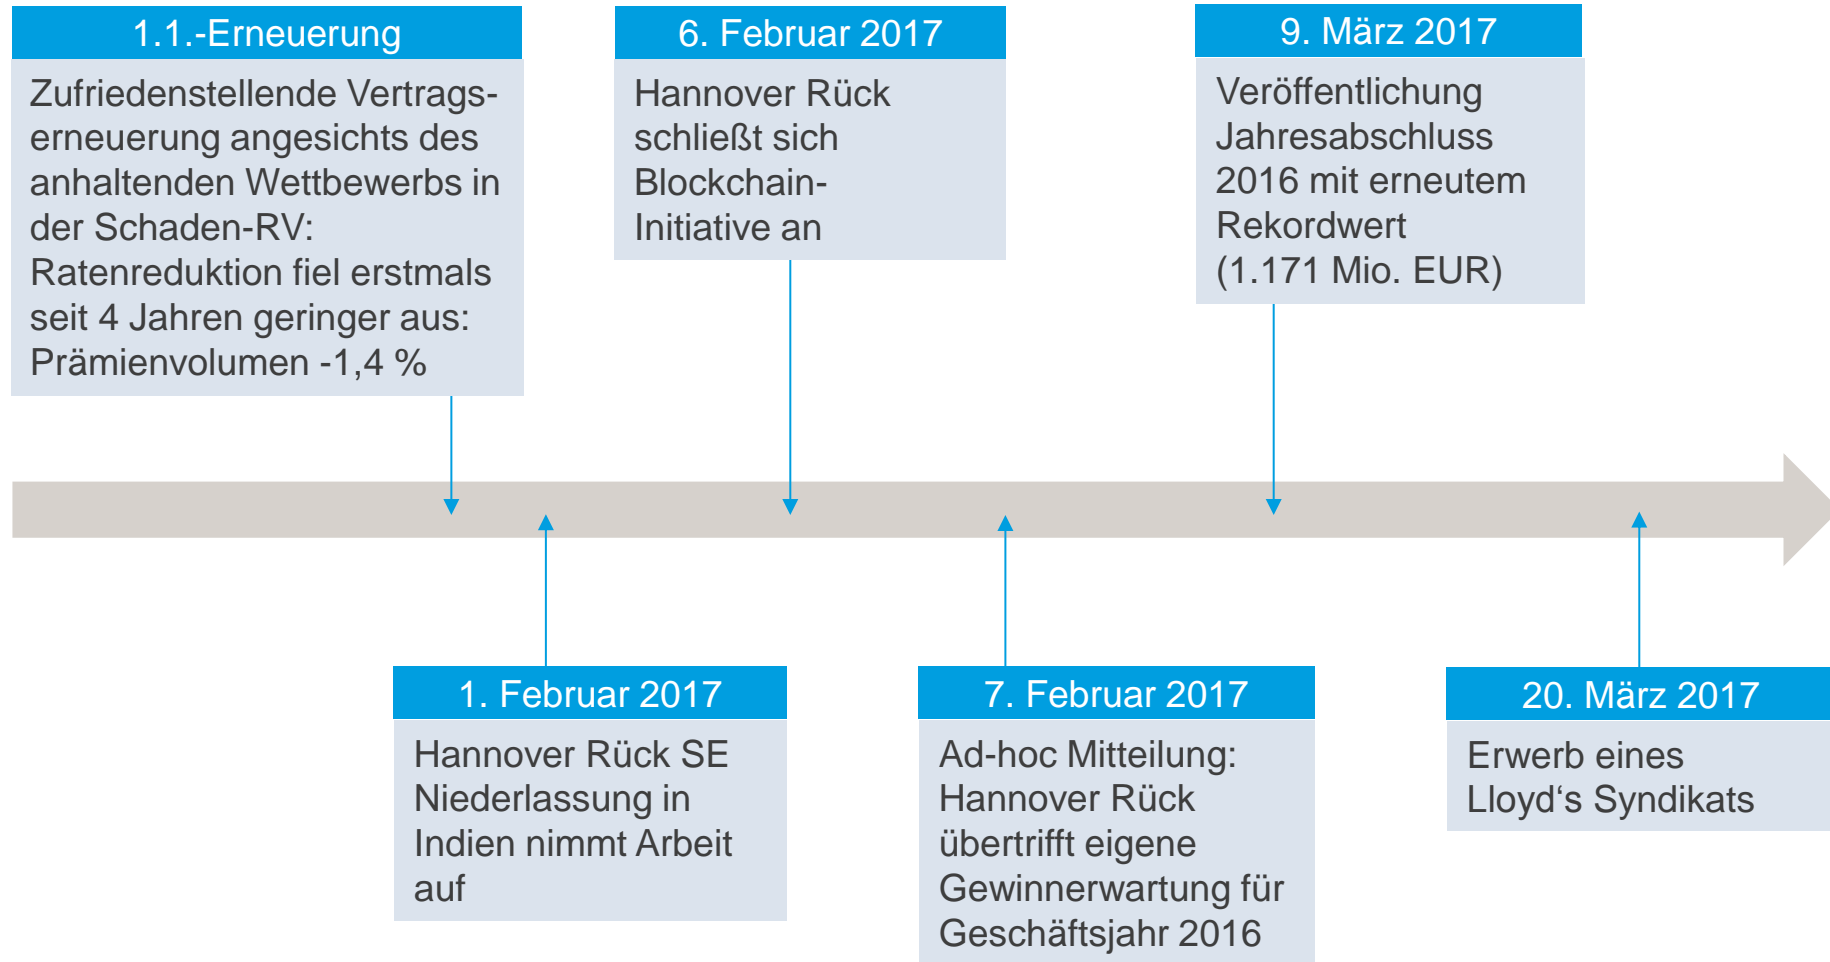 1.1.-Erneuerung
Zufriedenstellende Vertrags-
erneuerung angesichts des
anhaltenden Wettbewerbs in
der Schaden-RV:
Ratenreduktion fiel erstmals
seit 4 Jahren geringer aus:
Prämienvolumen -1,4 %
6. Februar 2017
Hannover Rück
schließt sich
Blockchain-
Initiative an
9. März 2017
Veröffentlichung
Jahresabschluss
2016 mit erneutem
Rekordwert
(1.171 Mio. EUR)
1. Februar 2017
Hannover Rück SE
Niederlassung in
Indien nimmt Arbeit
auf
7. Februar 2017
Ad-hoc Mitteilung:
Hannover Rück
übertrifft eigene
Gewinnerwartung für
Geschäftsjahr 2016
20. März 2017
Erwerb eines
Lloyd‘s Syndikats